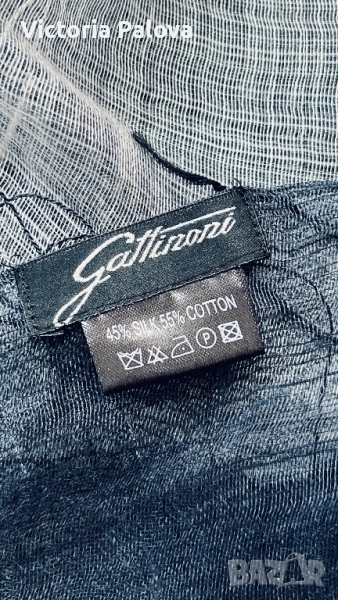 Victoria Palova
Gattinoni
45% SILK 55% COTTON
P
BAZAR